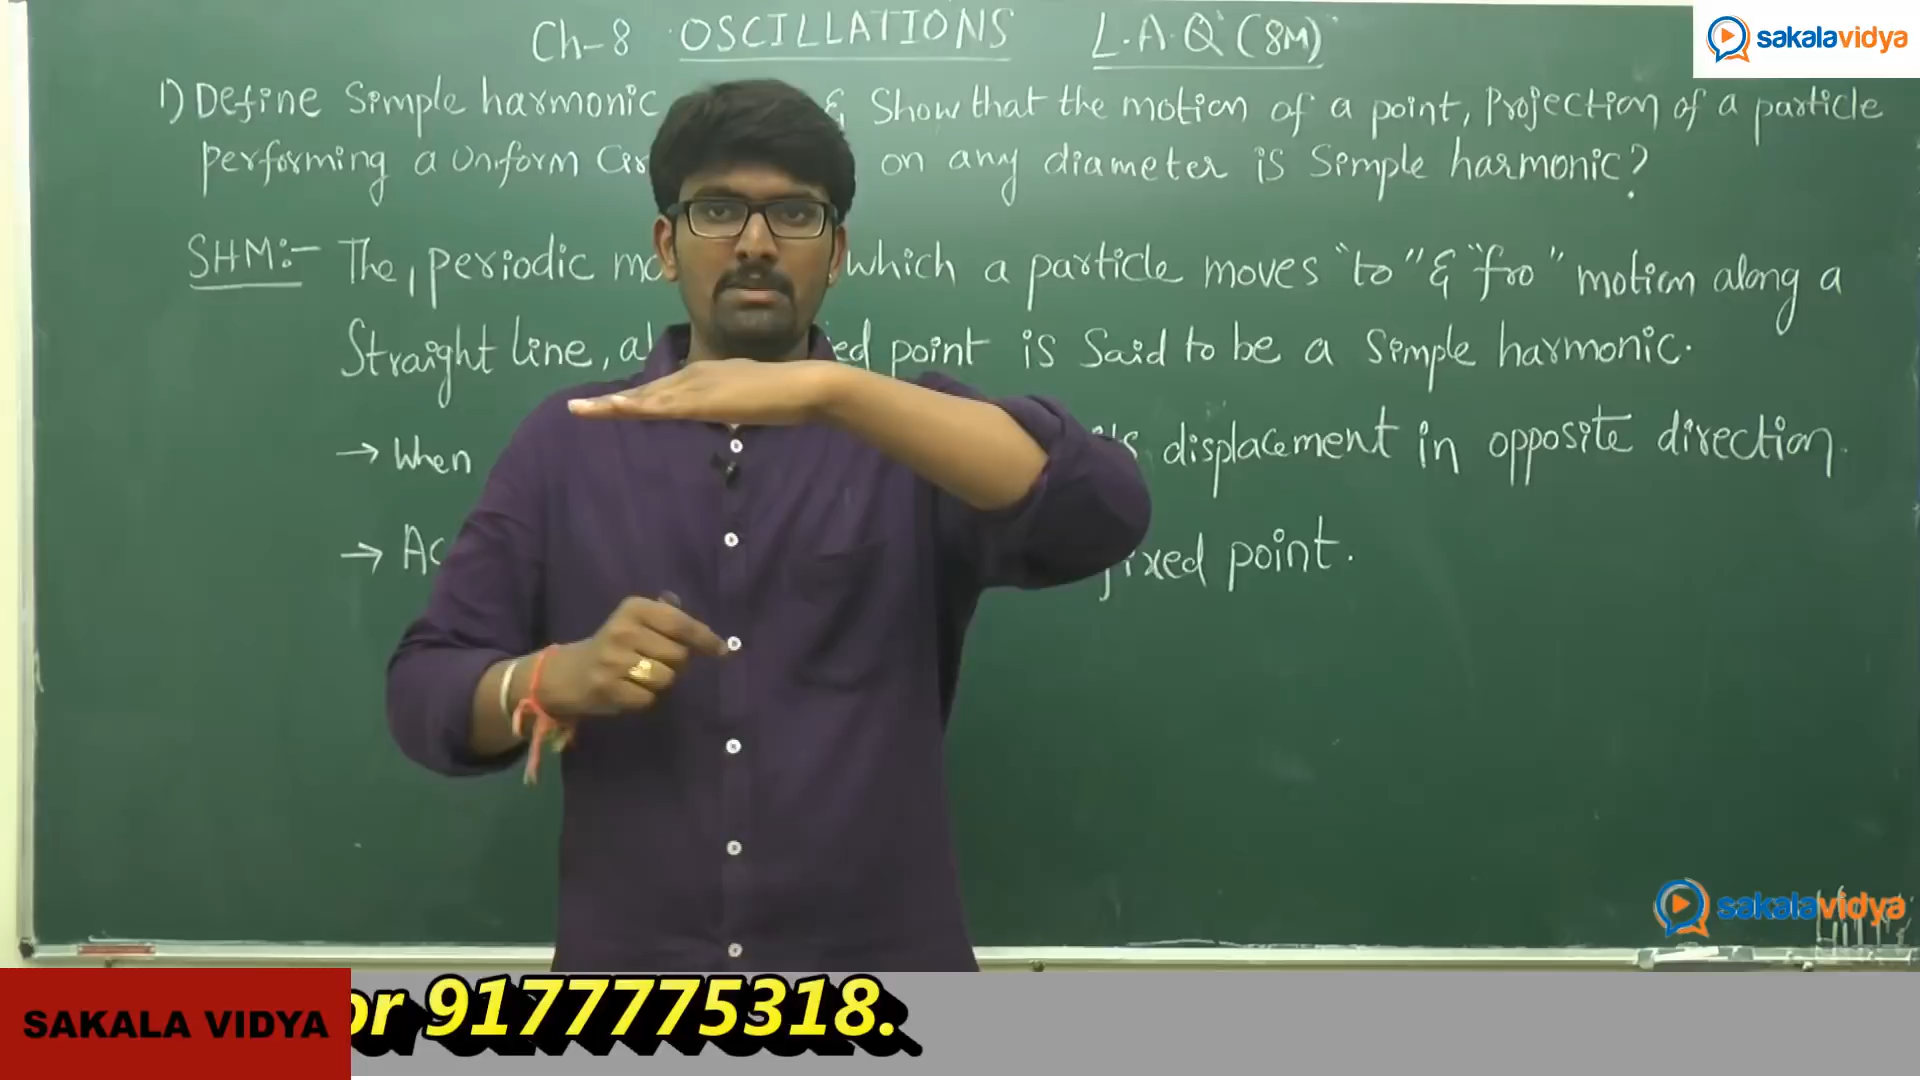 Ch-8 OSCILLATIONS L.A.Q (8M)
sakalavidya
1) Define Simple harmonic & Show that the motion of a point, Projection of a particle
performing a Uniform on any diameter is Simple harmonic?
SHM:- The, periodic which a particle moves "to" & "fro" motion along a
Straight line, point is Said to be a Simple harmonic.
→ When displacement in opposite direction.
→ fixed point.
sakalavidya
SAKALA VIDYA or 9177775318.